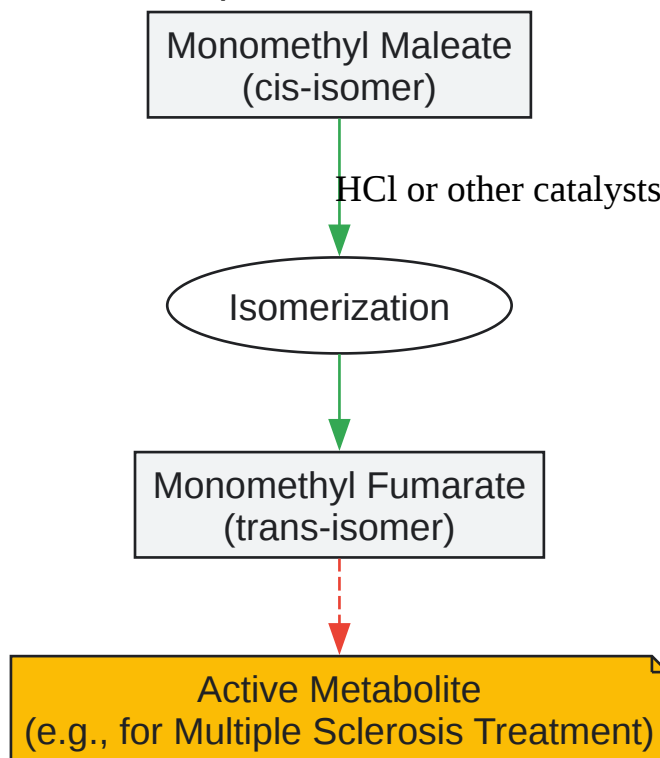 Monomethyl Maleate
(cis-isomer)
HCl or other catalysts
Isomerization
Monomethyl Fumarate
(trans-isomer)
Active Metabolite
(e.g., for Multiple Sclerosis Treatment)